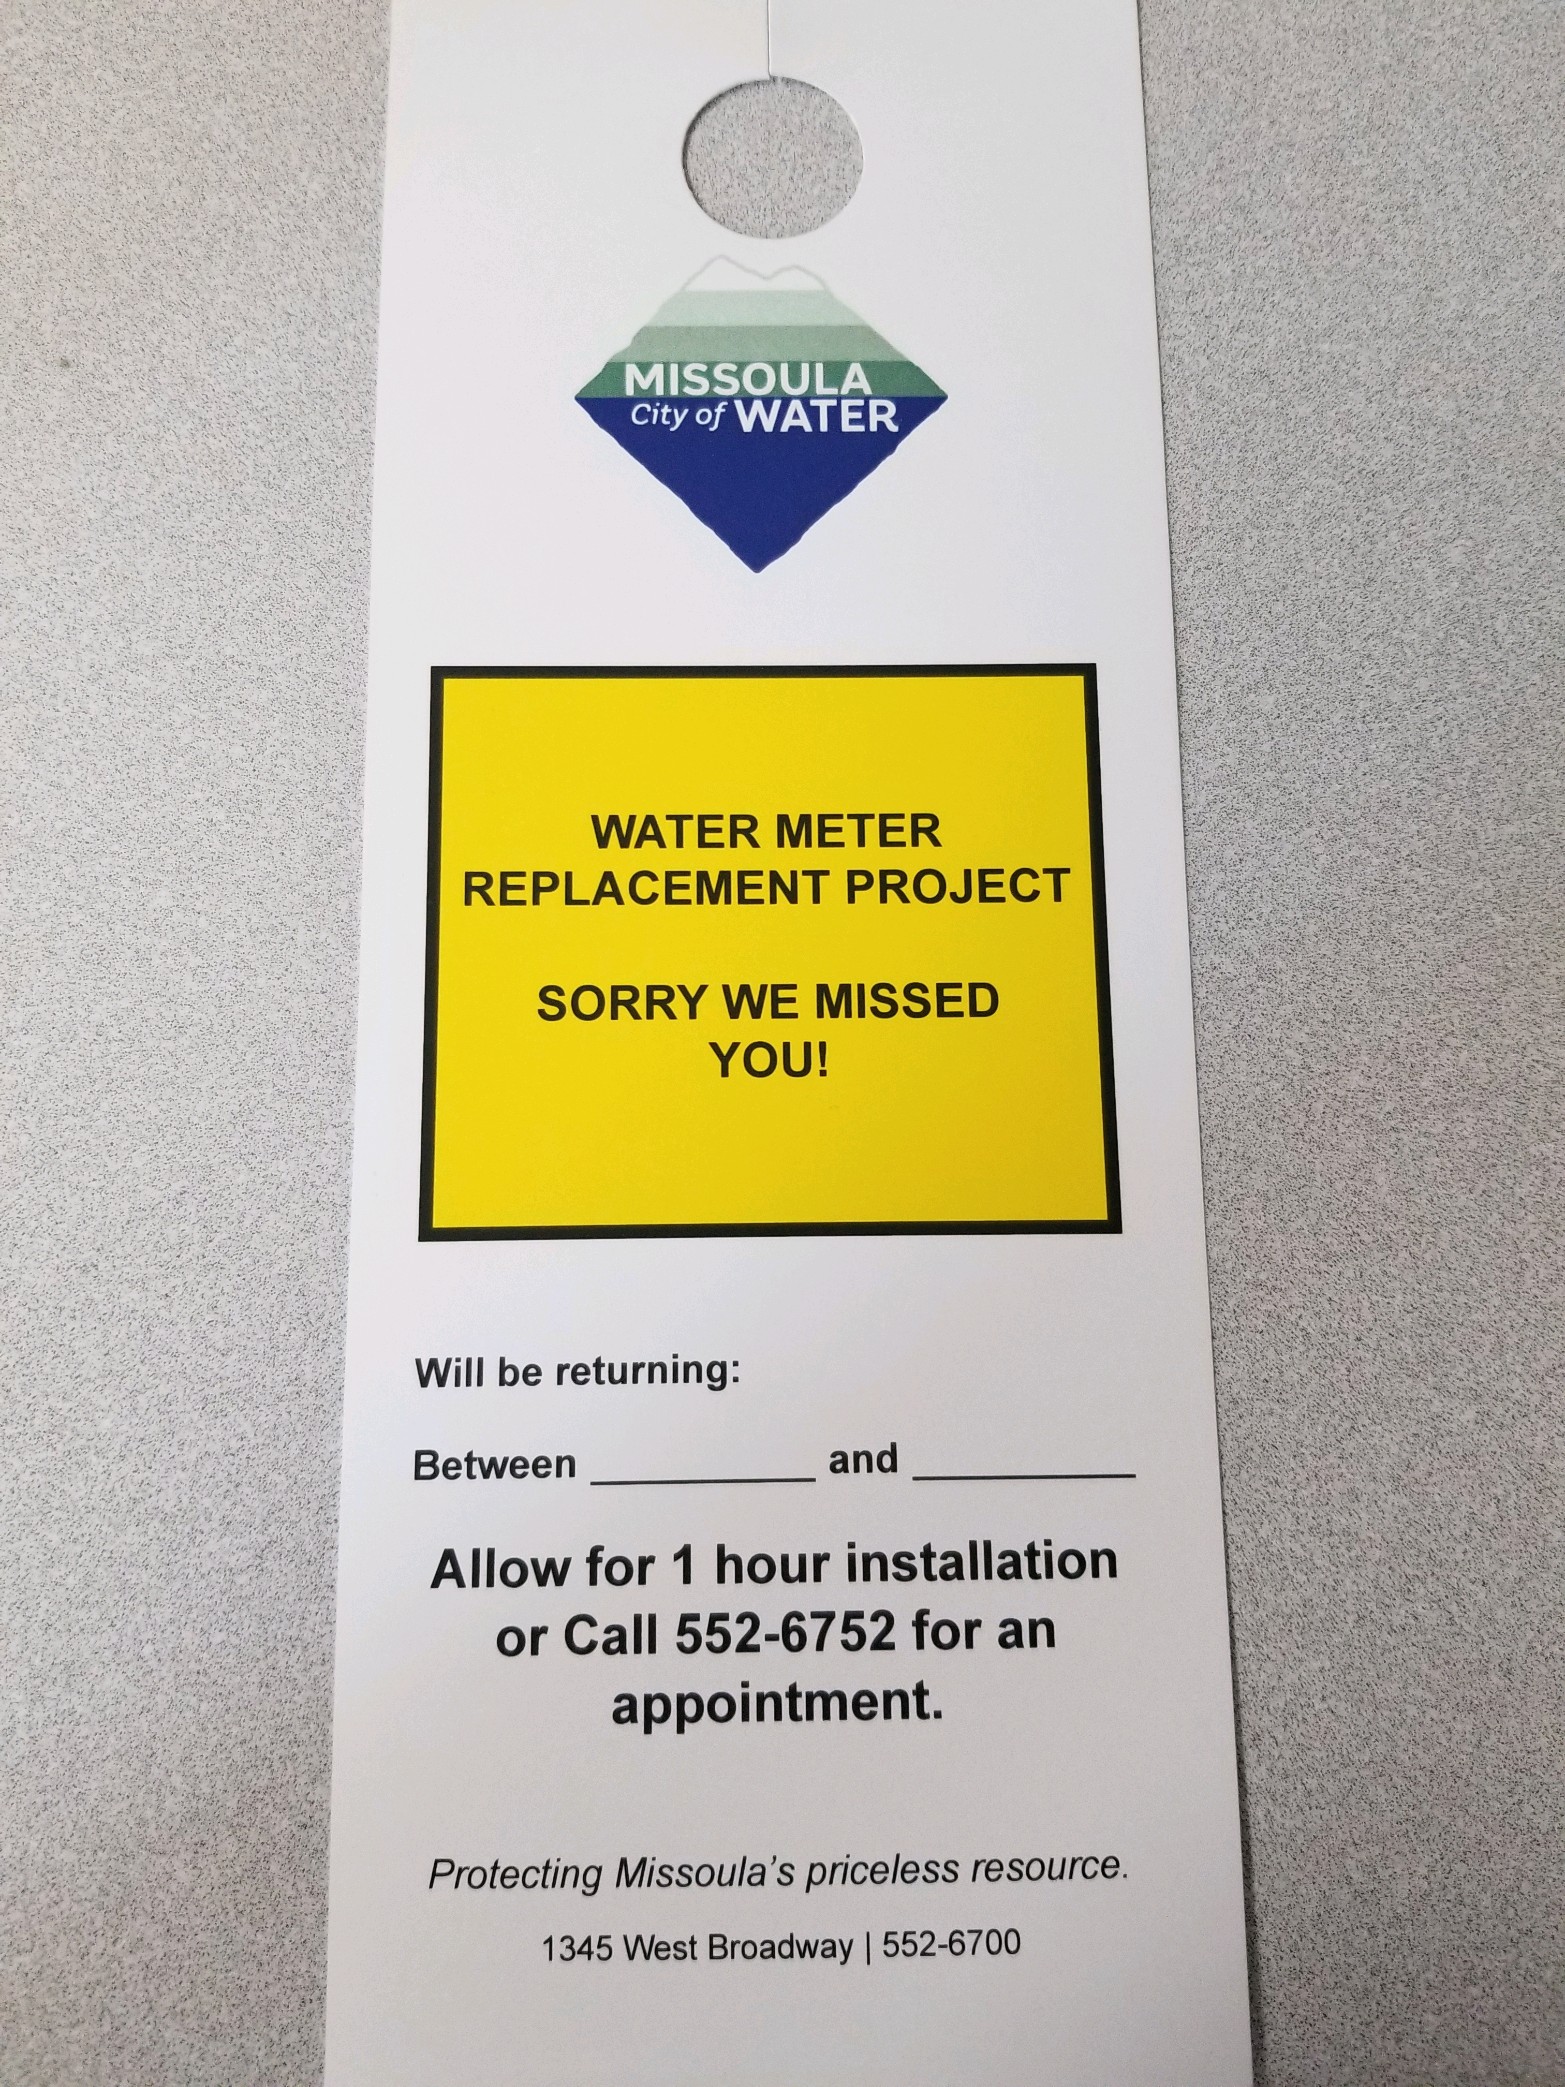 MISSOULA
City of WATER
WATER METER
REPLACEMENT PROJECT
SORRY WE MISSED
YOU!
Will be returning:
Between __________ and __________
Allow for 1 hour installation
or Call 552-6752 for an
appointment.
Protecting Missoula's priceless resource.
1345 West Broadway | 552-6700